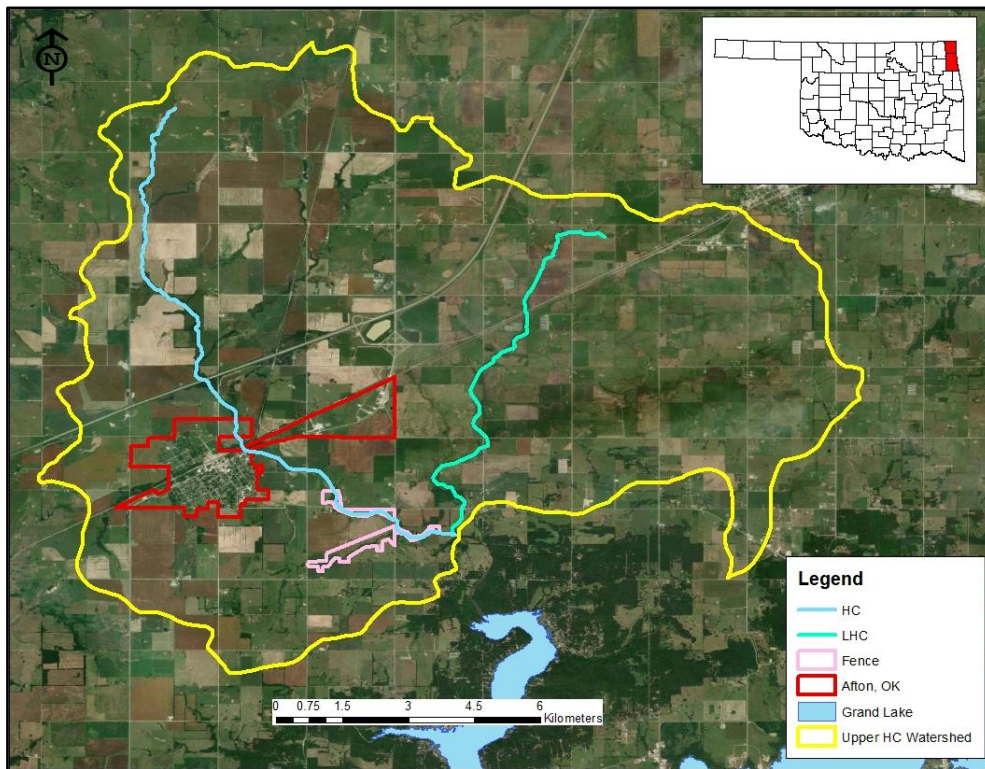 N
0 0.75 1.5 3 4.5 6
Kilometers
Legend
HC
LHC
Fence
Afton, OK
Grand Lake
Upper HC Watershed